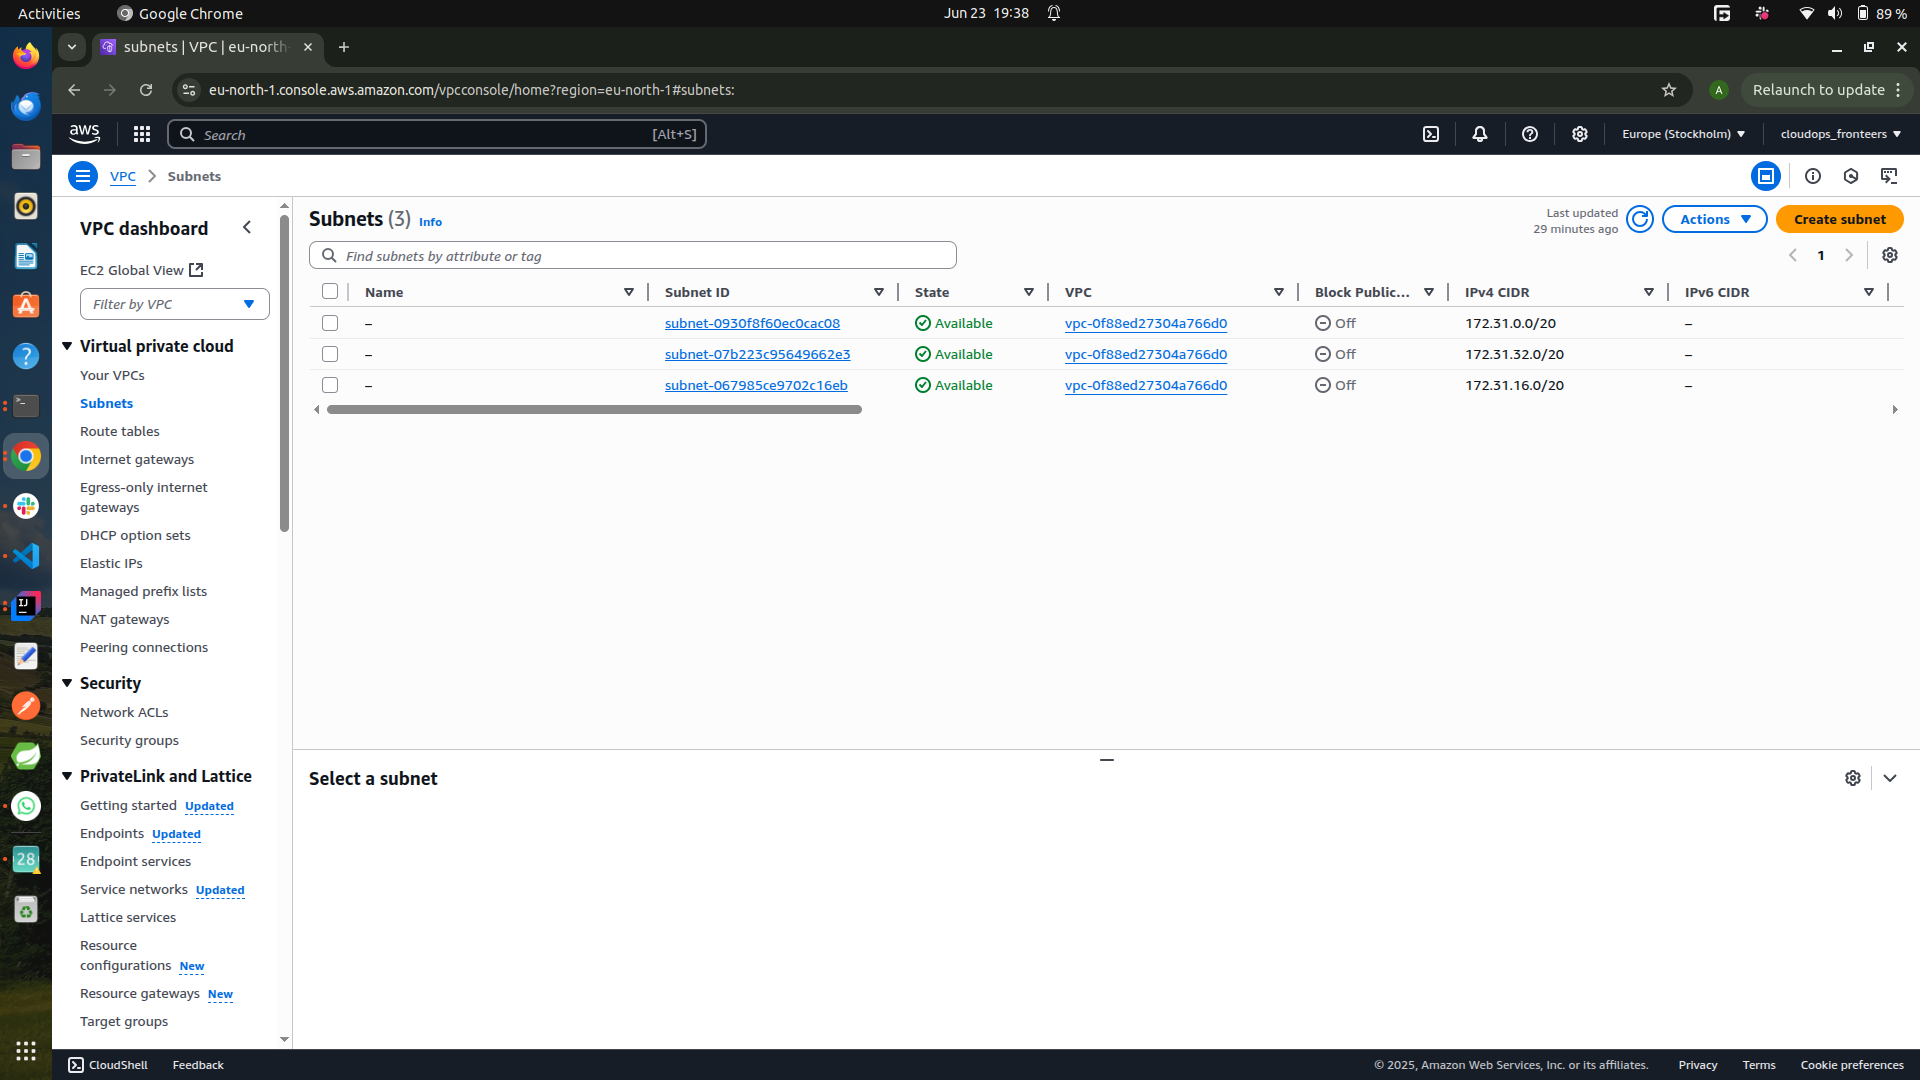 Activities
Google Chrome
Jun 23 19:38
89 %
subnets | VPC | eu-north-
eu-north-1.console.aws.amazon.com/vpcconsole/home?region=eu-north-1#subnets:
A
Relaunch to update
aws
Search
[Alt+S]
Europe (Stockholm)
cloudops_fronteers
VPC
Subnets
VPC dashboard
EC2 Global View
Filter by VPC
Virtual private cloud
Your VPCs
Subnets
Route tables
Internet gateways
Egress-only internet
gateways
DHCP option sets
Elastic IPs
Managed prefix lists
NAT gateways
Peering connections
Security
Network ACLs
Security groups
PrivateLink and Lattice
Getting started Updated
Endpoints Updated
Endpoint services
Service networks Updated
Lattice services
Resource
configurations New
Resource gateways New
Target groups
Subnets (3) Info
Last updated
29 minutes ago
Actions
Create subnet
Find subnets by attribute or tag
1
Name Subnet ID State VPC Block Public... IPv4 CIDR IPv6 CIDR
– subnet-0930f8f60ec0cac08 Available vpc-0f88ed27304a766d0 Off 172.31.0.0/20 –
– subnet-07b223c95649662e3 Available vpc-0f88ed27304a766d0 Off 172.31.32.0/20 –
– subnet-067985ce9702c16eb Available vpc-0f88ed27304a766d0 Off 172.31.16.0/20 –
Select a subnet
IJ
28
CloudShell
Feedback
© 2025, Amazon Web Services, Inc. or its affiliates.
Privacy
Terms
Cookie preferences